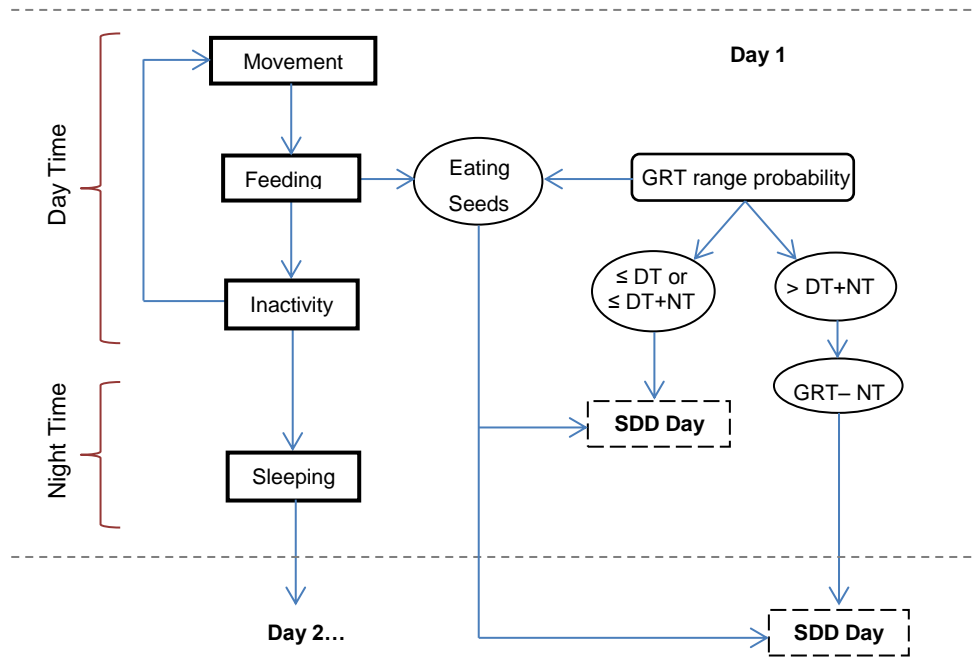 Day 1
Day Time
Movement
Feeding
Eating
Seeds
GRT range probability
Inactivity
≤ DT or
≤ DT+NT
> DT+NT
GRT– NT
SDD Day
Night Time
Sleeping
Day 2…
SDD Day